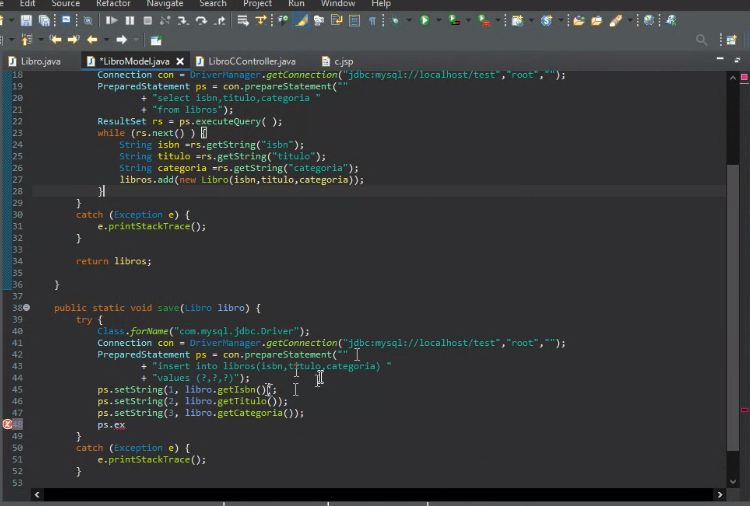 Edit Source Refactor Navigate Search Project Run Window Help
Libro.java *LibroModel.java LibroCController.java c.jsp
18 Connection con = DriverManager.getConnection("jdbc:mysql://localhost/test","root","");
19 PreparedStatement ps = con.prepareStatement(""
20 + "select isbn,titulo,categoria "
21 + "from libros");
22 ResultSet rs = ps.executeQuery( );
23 while (rs.next() ) {
24 String isbn =rs.getString("isbn");
25 String titulo =rs.getString("titulo");
26 String categoria =rs.getString("categoria");
27 libros.add(new Libro(isbn,titulo,categoria));
28 }
29 }
30 catch (Exception e) {
31 e.printStackTrace();
32 }
33
34 return libros;
35
36 }
37
38 public static void save(Libro libro) {
39 try {
40 Class.forName("com.mysql.jdbc.Driver");
41 Connection con = DriverManager.getConnection("jdbc:mysql://localhost/test","root","");
42 PreparedStatement ps = con.prepareStatement(""
43 + "insert into libros(isbn,titulo,categoria) "
44 + "values (?,?,?)");
45 ps.setString(1, libro.getIsbn());
46 ps.setString(2, libro.getTitulo());
47 ps.setString(3, libro.getCategoria());
48 ps.ex
49 }
50 catch (Exception e) {
51 e.printStackTrace();
52 }
53